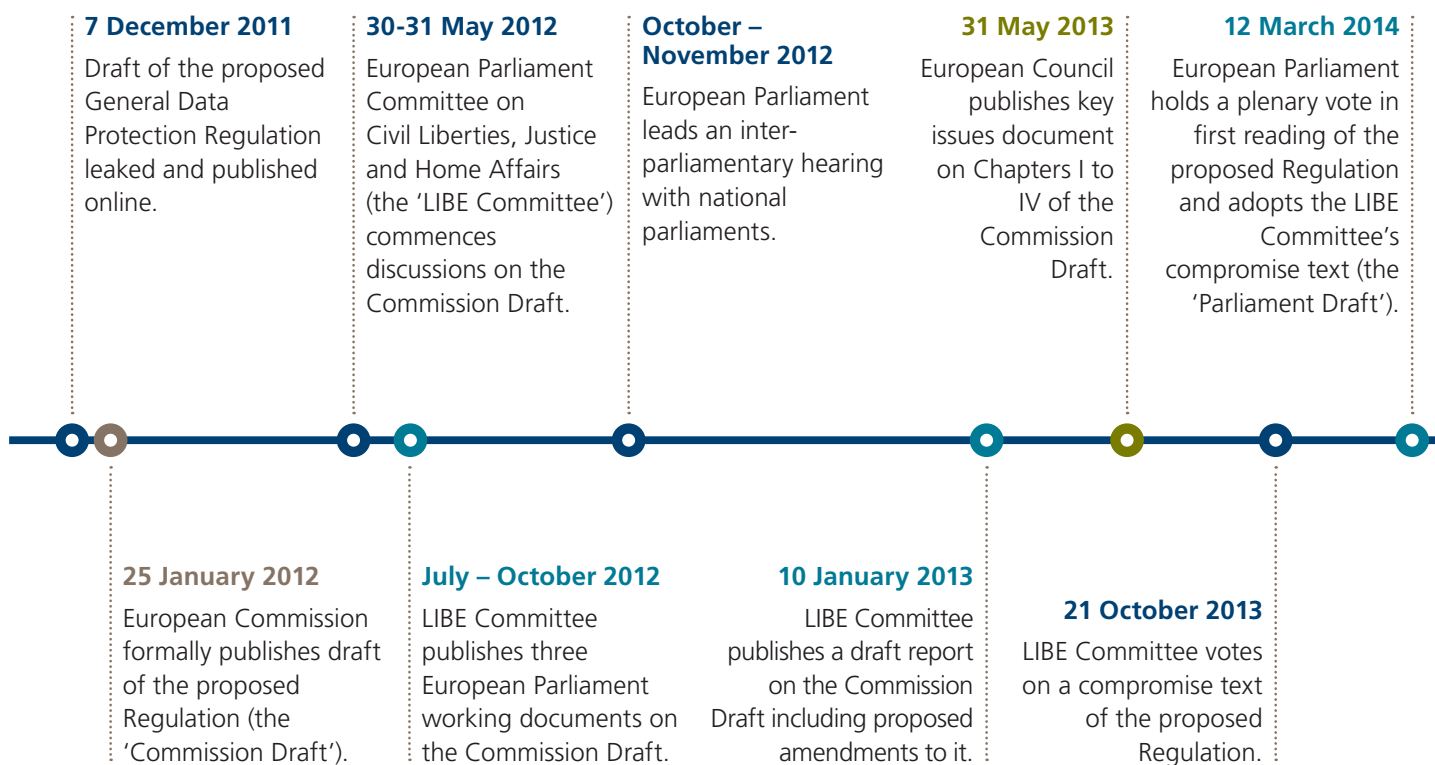 7 December 2011
Draft of the proposed
General Data
Protection Regulation
leaked and published
online.
30-31 May 2012
European Parliament
Committee on
Civil Liberties, Justice
and Home Affairs
(the ‘LIBE Committee’)
commences
discussions on the
Commission Draft.
October –
November 2012
European Parliament
leads an inter-
parliamentary hearing
with national
parliaments.
31 May 2013
European Council
publishes key
issues document
on Chapters I to
IV of the
Commission
Draft.
12 March 2014
European Parliament
holds a plenary vote in
first reading of the
proposed Regulation
and adopts the LIBE
Committee’s
compromise text (the
‘Parliament Draft’).
25 January 2012
European Commission
formally publishes draft
of the proposed
Regulation (the
‘Commission Draft’).
July – October 2012
LIBE Committee
publishes three
European Parliament
working documents on
the Commission Draft.
10 January 2013
LIBE Committee
publishes a draft report
on the Commission
Draft including proposed
amendments to it.
21 October 2013
LIBE Committee votes
on a compromise text
of the proposed
Regulation.